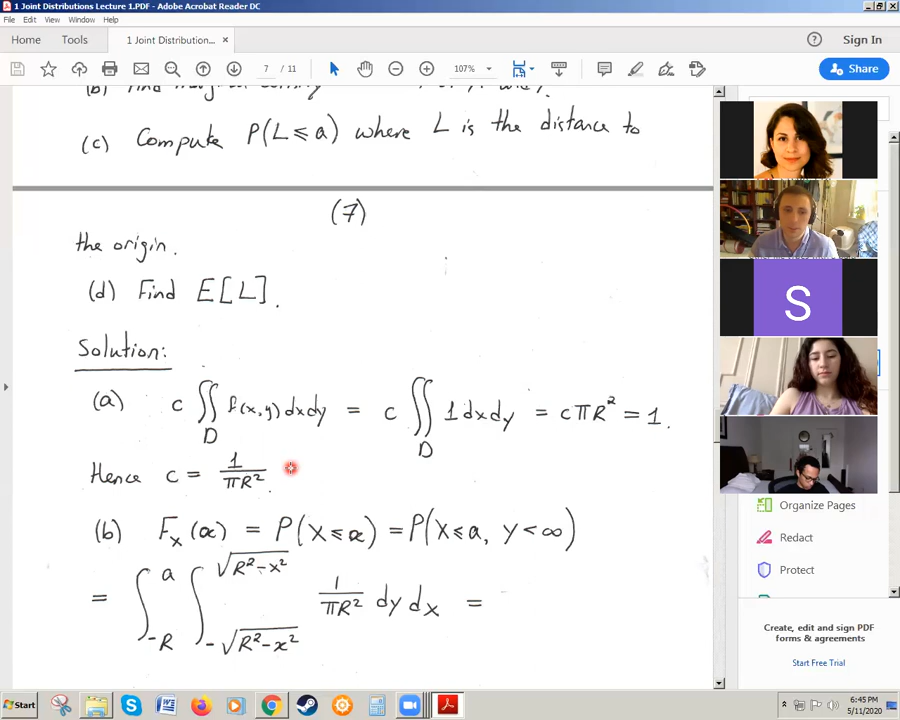 1 Joint Distributions Lecture 1.PDF - Adobe Acrobat Reader DC
File Edit View Window Help
Home Tools 1 Joint Distribution... × Sign In
7 / 11 107% Share
(b) Find marginal density
(c) Compute P(L ≤ a) where L is the distance to
(7)
the origin.
(d) Find E[L].
Solution:
(a) c ∬_D f(x,y) dx dy = c ∬_D 1 dx dy = cπR² = 1.
Hence c = 1/πR².
(b) F_X(a) = P(X ≤ a) = P(X ≤ a, Y < ∞)
= ∫_{-R}^{a} ∫_{-√(R²-x²)}^{√(R²-x²)} 1/πR² dy dx =
S
Organize Pages
Redact
Protect
Create, edit and sign PDF
forms & agreements
Start Free Trial
Start
6:45 PM
5/11/2020